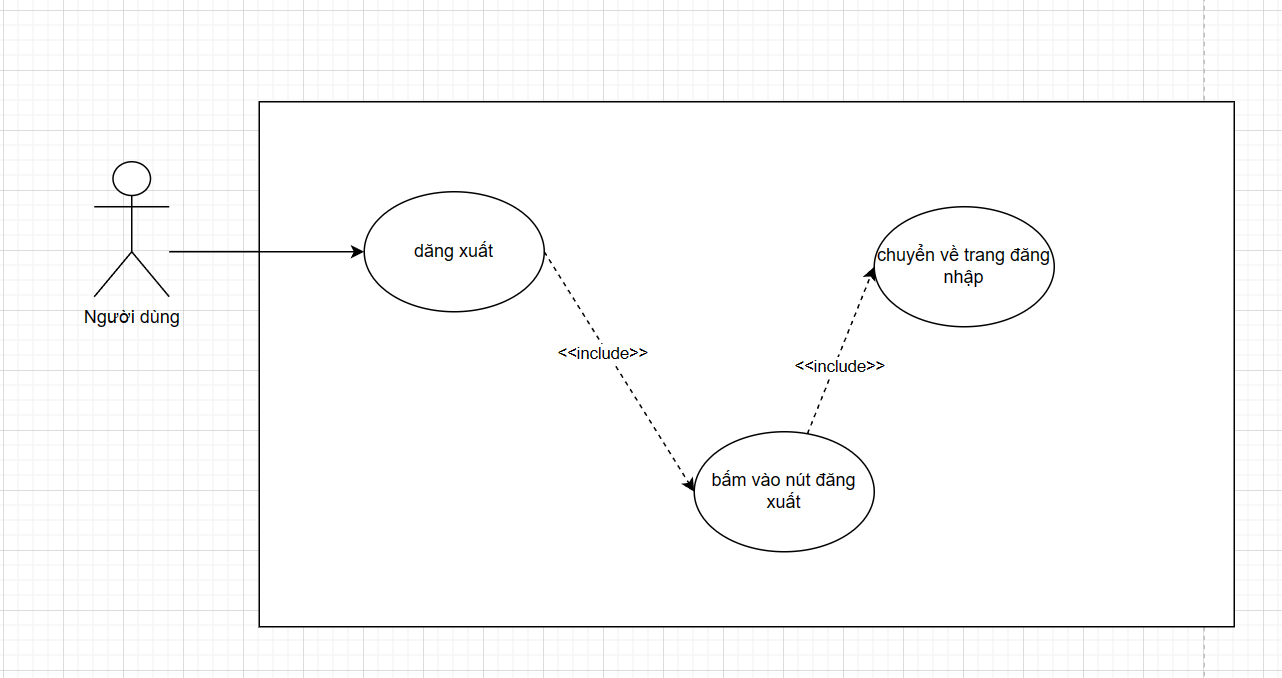 dăng xuất
chuyển về trang đăng
nhập
Người dùng
<<include>>
<<include>>
bấm vào nút đăng
xuất